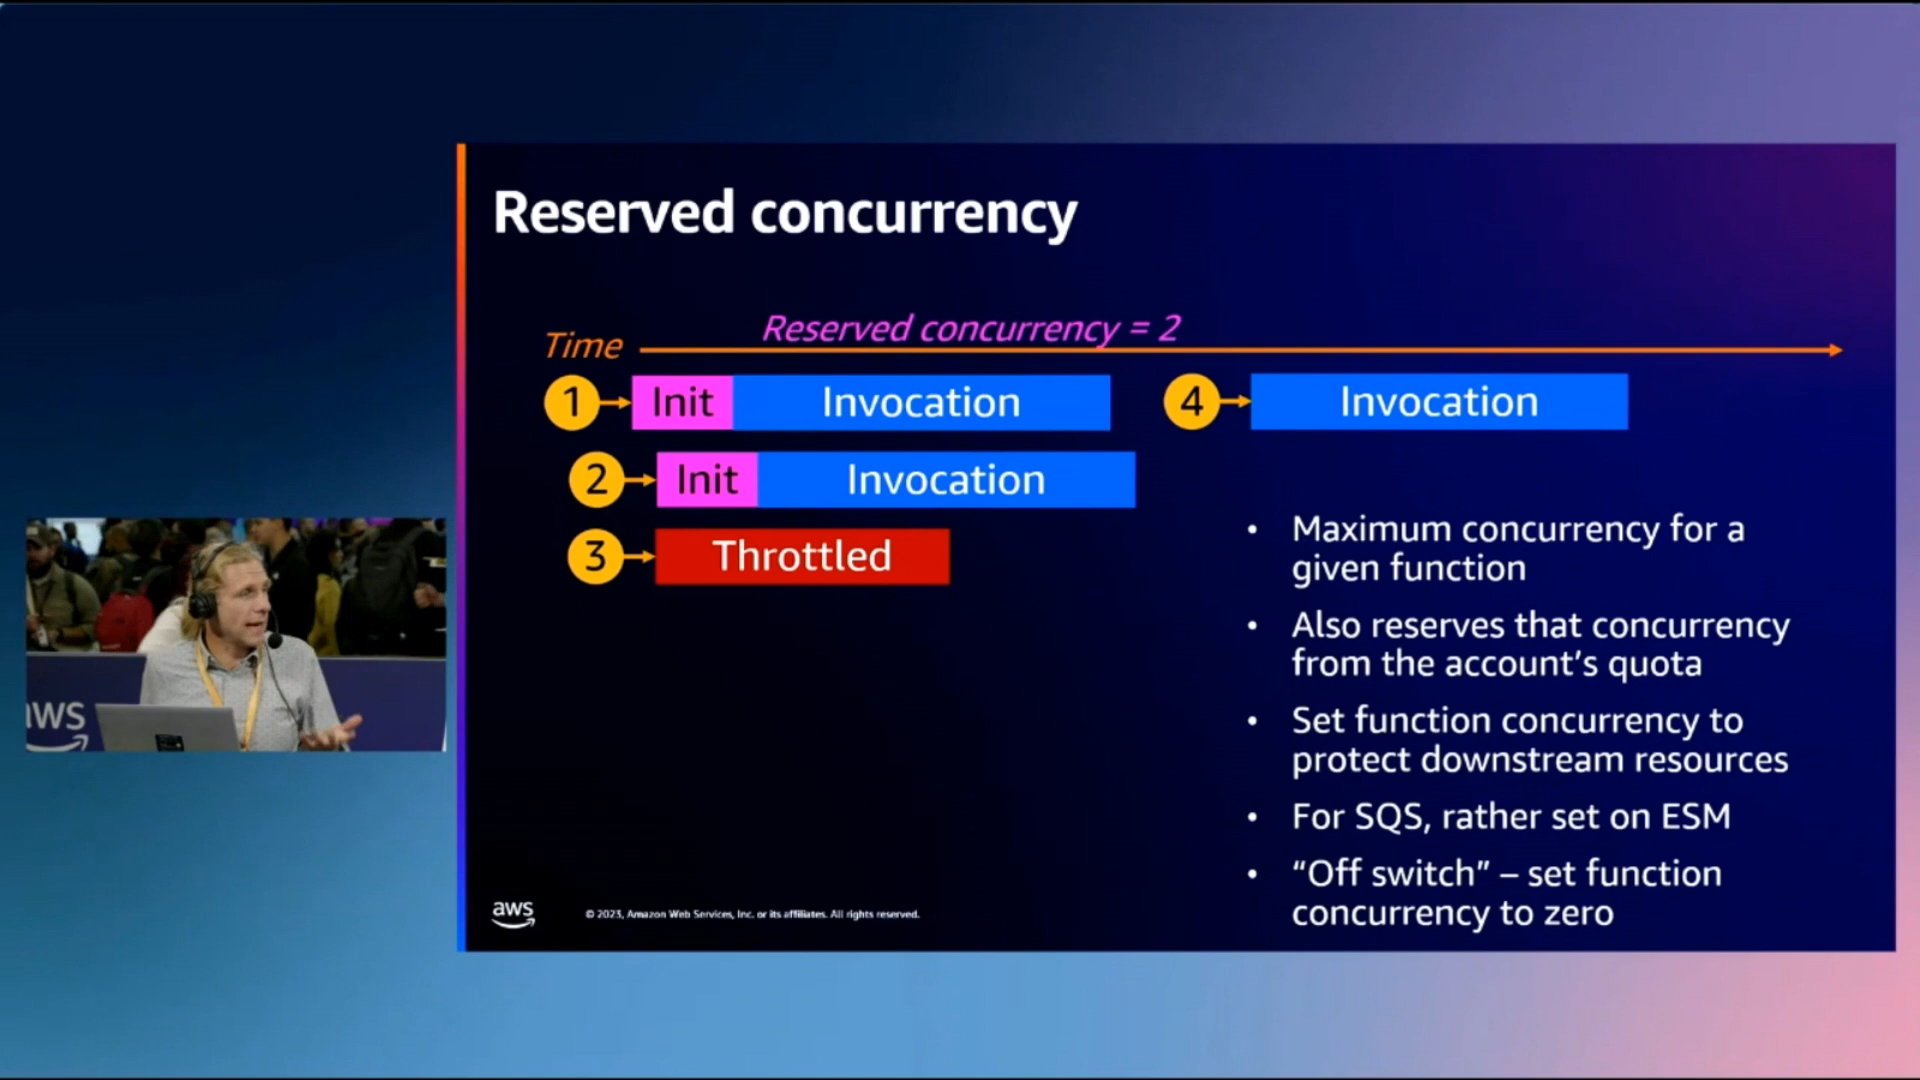 Reserved concurrency
Reserved concurrency = 2
Time
1 Init Invocation
4 Invocation
2 Init Invocation
3 Throttled
• Maximum concurrency for a
given function
• Also reserves that concurrency
from the account’s quota
• Set function concurrency to
protect downstream resources
• For SQS, rather set on ESM
• “Off switch” – set function
concurrency to zero
aws
© 2023, Amazon Web Services, Inc. or its affiliates. All rights reserved.
aws